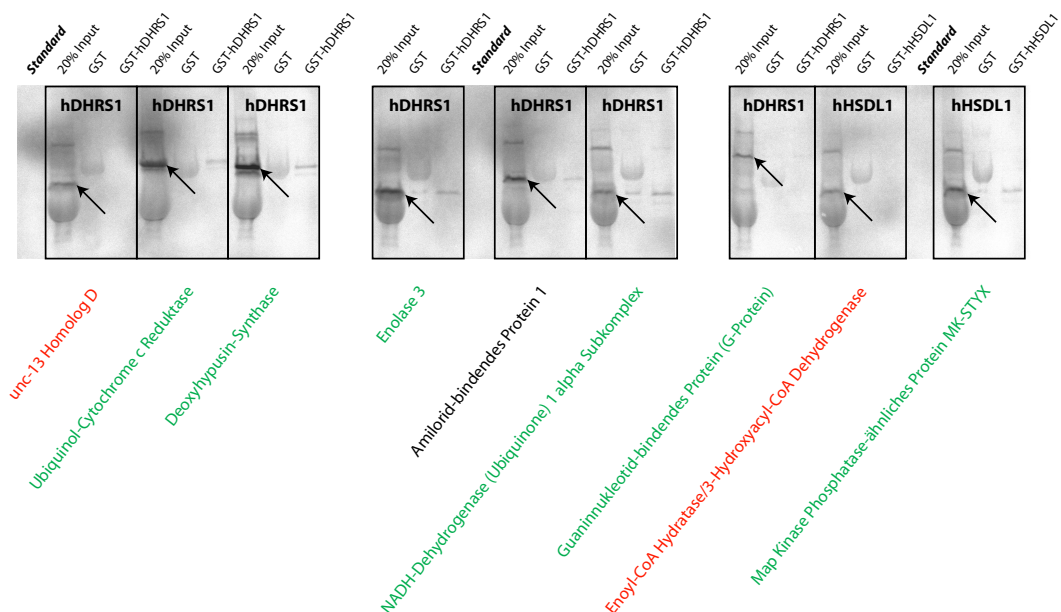 Standard
20% Input
GST
GST-hDHRS1
20% Input
GST
GST-hDHRS1
20% Input
GST
GST-hDHRS1
20% Input
GST
GST-hDHRS1
Standard
20% Input
GST
GST-hDHRS1
20% Input
GST
GST-hDHRS1
20% Input
GST
GST-hDHRS1
20% Input
GST
GST-hHSDL1
Standard
20% Input
GST
GST-hHSDL1
hDHRS1
hDHRS1
hDHRS1
hDHRS1
hDHRS1
hDHRS1
hDHRS1
hHSDL1
hHSDL1
unc-13 Homolog D
Ubiquinol-Cytochrome c Reduktase
Deoxyhypusin-Synthase
Enolase 3
Amilorid-bindendes Protein 1
NADH-Dehydrogenase (Ubiquinone) 1 alpha Subkomplex
Guaninnukleotid-bindendes Protein (G-Protein)
Enoyl-CoA Hydratase/3-Hydroxyacyl-CoA Dehydrogenase
Map Kinase Phosphatase-ähnliches Protein MK-STYX